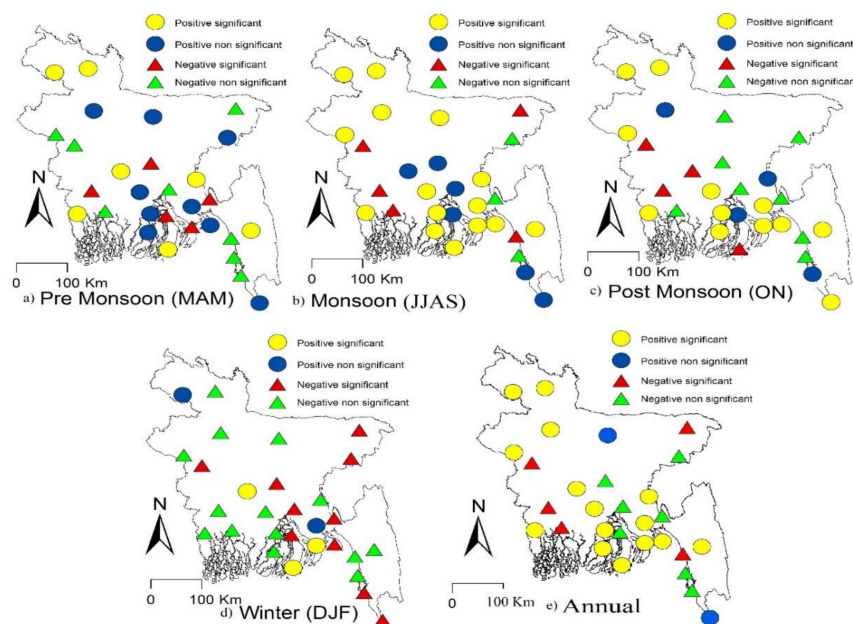 Positive significant
Positive non significant
Negative significant
Negative non significant
N
0 100 Km
a) Pre Monsoon (MAM)
Positive significant
Positive non significant
Negative significant
Negative non significant
N
0 100 Km
b) Monsoon (JJAS)
Positive significant
Positive non significant
Negative significant
Negative non significant
N
0 100 Km
c) Post Monsoon (ON)
Positive significant
Positive non significant
Negative significant
Negative non significant
N
0 100 Km
d) Winter (DJF)
Positive significant
Positive non significant
Negative significant
Negative non significant
N
0 100 Km
e) Annual